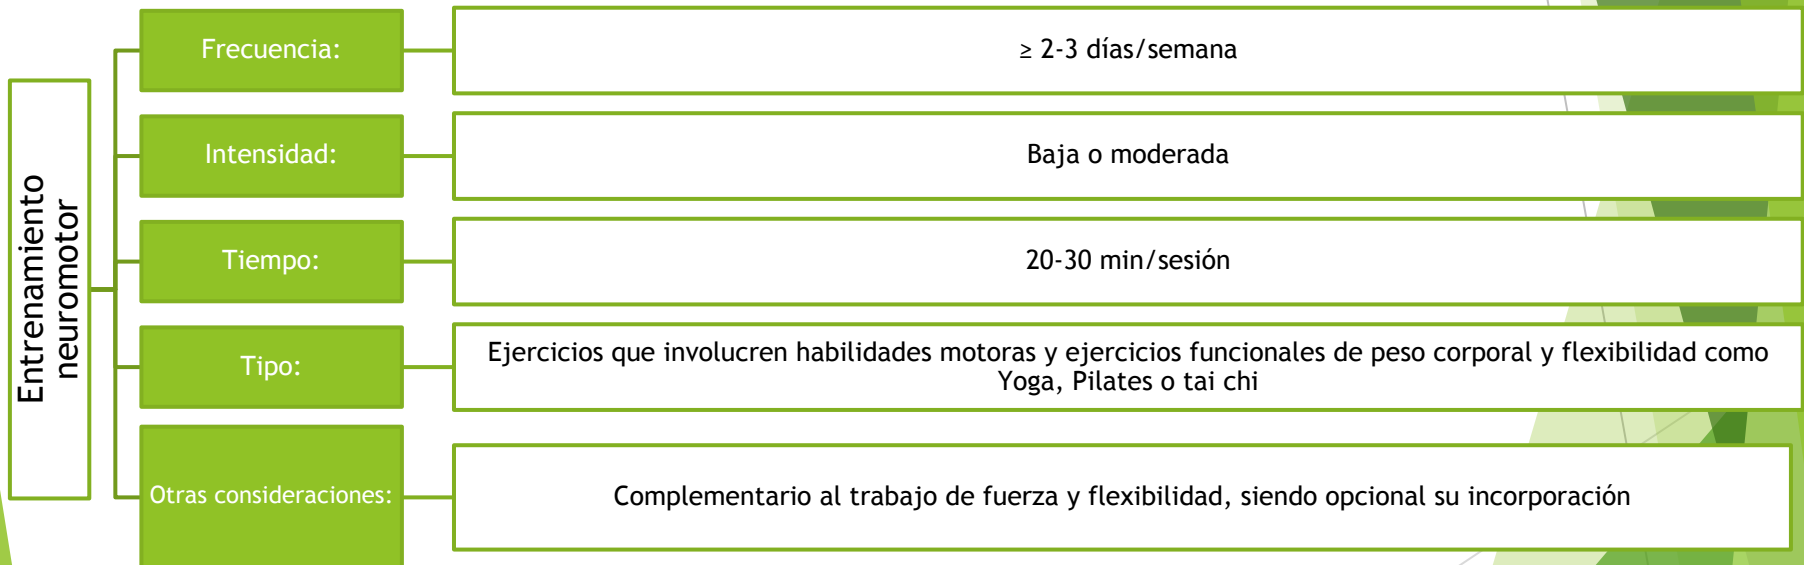 Entrenamiento
neuromotor
Frecuencia:
≥ 2-3 días/semana
Intensidad:
Baja o moderada
Tiempo:
20-30 min/sesión
Tipo:
Ejercicios que involucren habilidades motoras y ejercicios funcionales de peso corporal y flexibilidad como
Yoga, Pilates o tai chi
Otras consideraciones:
Complementario al trabajo de fuerza y flexibilidad, siendo opcional su incorporación